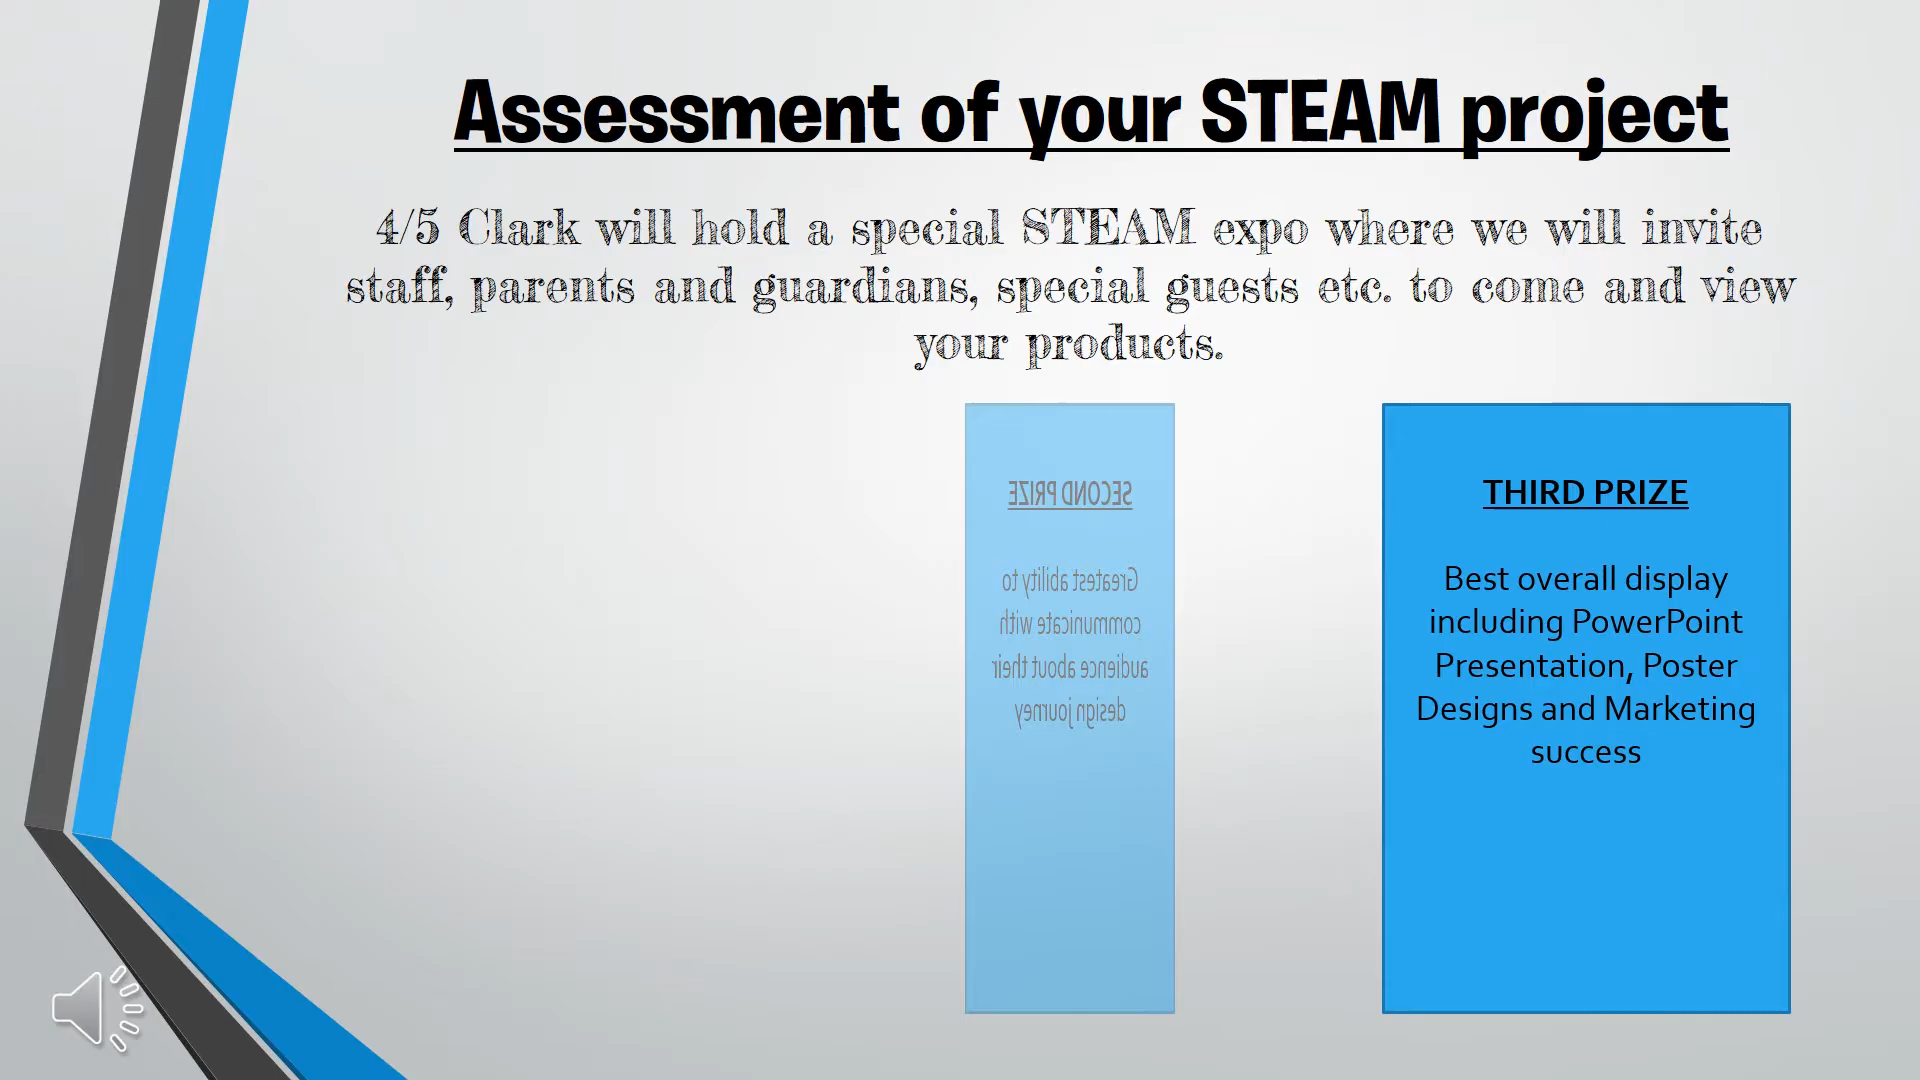 Assessment of your STEAM project
4/5 Clark will hold a special STEAM expo where we will invite
staff, parents and guardians, special guests etc. to come and view
your products.
SECOND PRIZE
Greatest ability to
communicate with
audience about their
design journey
THIRD PRIZE
Best overall display
including PowerPoint
Presentation, Poster
Designs and Marketing
success